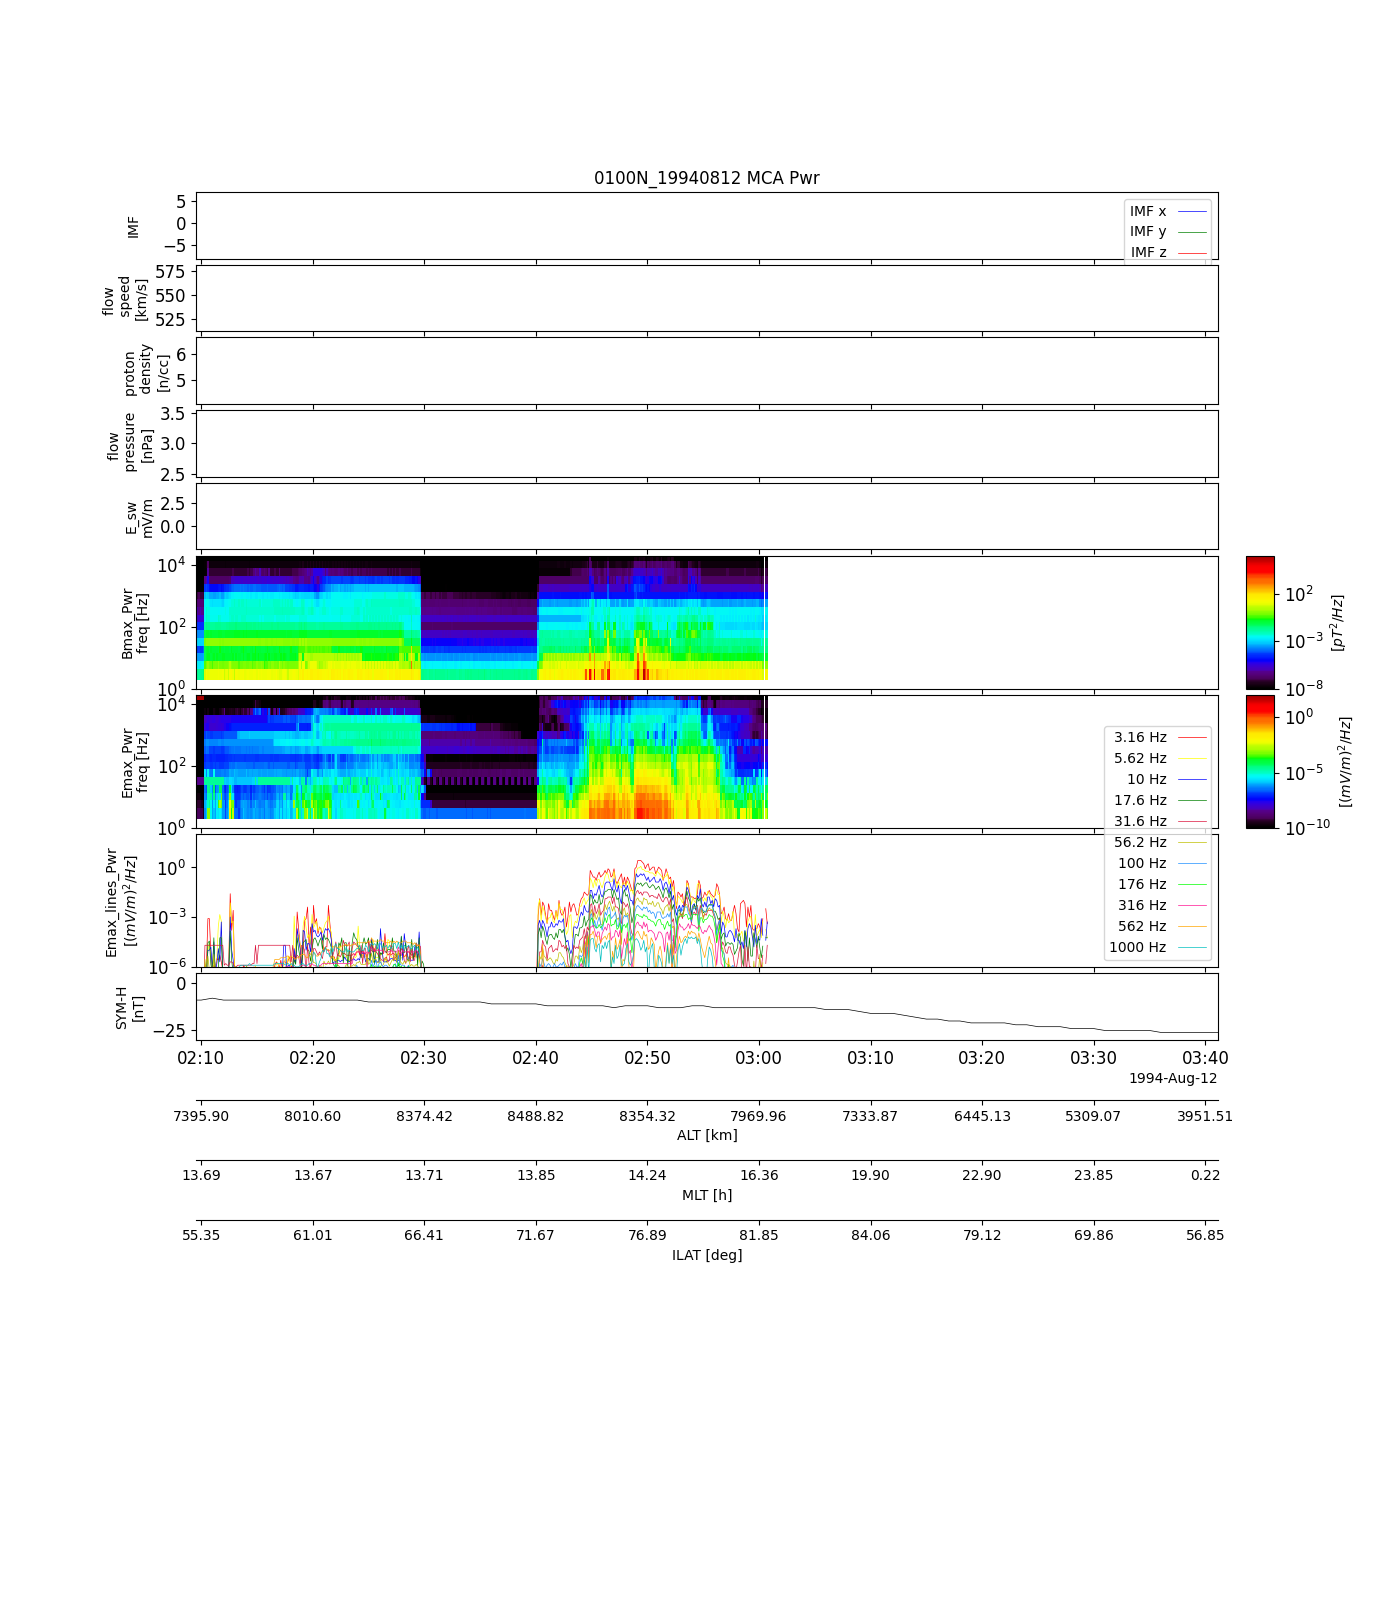 0100N_19940812 MCA Pwr
5
0
−5
IMF
IMF x
IMF y
IMF z
575
550
525
flow
speed
[km/s]
6
5
proton
density
[n/cc]
3.5
3.0
2.5
flow
pressure
[nPa]
2.5
0.0
E_sw
mV/m
10^4
10^2
10^0
Bmax_Pwr
freq [Hz]
10^2
10^−3
10^−8
[pT^2/Hz]
10^4
10^2
10^0
Emax_Pwr
freq [Hz]
10^0
10^−5
10^−10
[(mV/m)^2/Hz]
3.16 Hz
5.62 Hz
10 Hz
17.6 Hz
31.6 Hz
56.2 Hz
100 Hz
176 Hz
316 Hz
562 Hz
1000 Hz
10^0
10^−3
10^−6
Emax_lines_Pwr
[(mV/m)^2/Hz]
0
−25
SYM-H
[nT]
02:10 02:20 02:30 02:40 02:50 03:00 03:10 03:20 03:30 03:40
1994-Aug-12
7395.90 8010.60 8374.42 8488.82 8354.32 7969.96 7333.87 6445.13 5309.07 3951.51
ALT [km]
13.69 13.67 13.71 13.85 14.24 16.36 19.90 22.90 23.85 0.22
MLT [h]
55.35 61.01 66.41 71.67 76.89 81.85 84.06 79.12 69.86 56.85
ILAT [deg]